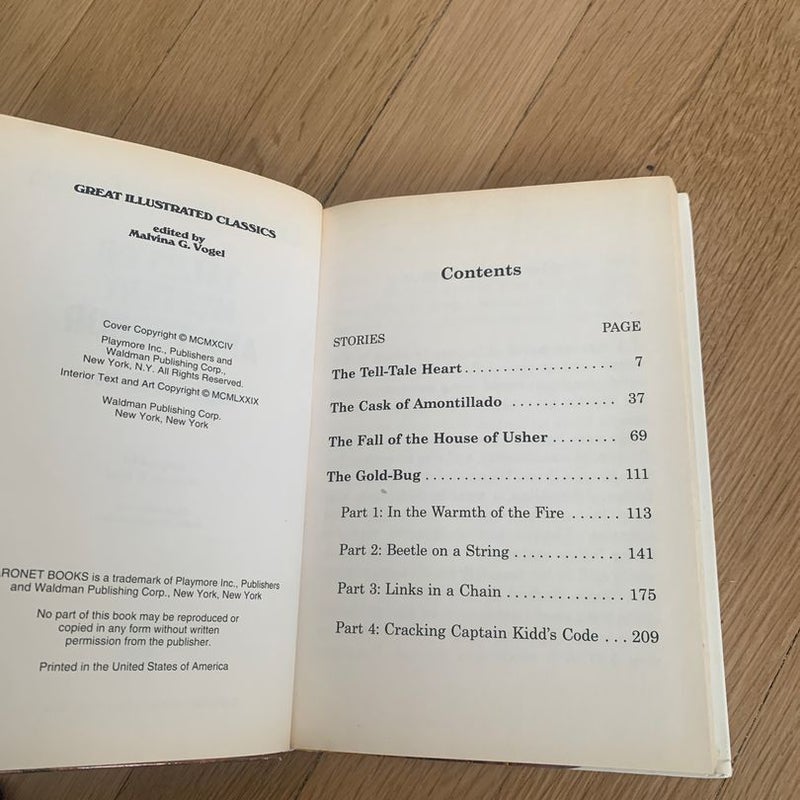 GREAT ILLUSTRATED CLASSICS
edited by
Malvina G. Vogel
Cover Copyright © MCMXCIV
Playmore Inc., Publishers and
Waldman Publishing Corp.,
New York, N.Y. All Rights Reserved.
Interior Text and Art Copyright © MCMLXXIX
Waldman Publishing Corp.
New York, New York
RONET BOOKS is a trademark of Playmore Inc., Publishers
and Waldman Publishing Corp., New York, New York
No part of this book may be reproduced or
copied in any form without written
permission from the publisher.
Printed in the United States of America
Contents
STORIES PAGE
The Tell-Tale Heart . . . . . . . . . . . . . . . . . . . 7
The Cask of Amontillado . . . . . . . . . . . . . 37
The Fall of the House of Usher . . . . . . . . 69
The Gold-Bug . . . . . . . . . . . . . . . . . . . . . . . . 111
Part 1: In the Warmth of the Fire . . . . . . 113
Part 2: Beetle on a String . . . . . . . . . . . . . 141
Part 3: Links in a Chain . . . . . . . . . . . . . . 175
Part 4: Cracking Captain Kidd's Code . . . 209